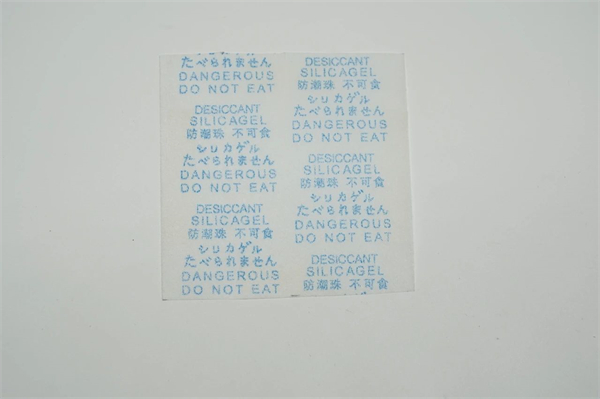 たべられません
DANGEROUS
DO NOT EAT
DESICCANT
SILICAGEL
防潮珠 不可食
シリカゲル
たべられません
DANGEROUS
DO NOT EAT
DESICCANT
SILICAGEL
防潮珠 不可食
シリカゲル
たべられません
DANGEROUS
DO NOT EAT
DESICCANT
SILICAGEL
防潮珠 不可食
シリカゲル
たべられません
DANGEROUS
DO NOT EAT
DESICCANT
SILICAGEL
防潮珠 不可食
シリカゲル
たべられません
DANGEROUS
DO NOT EAT
DESICCANT
SILICAGEL
防潮珠 不可食